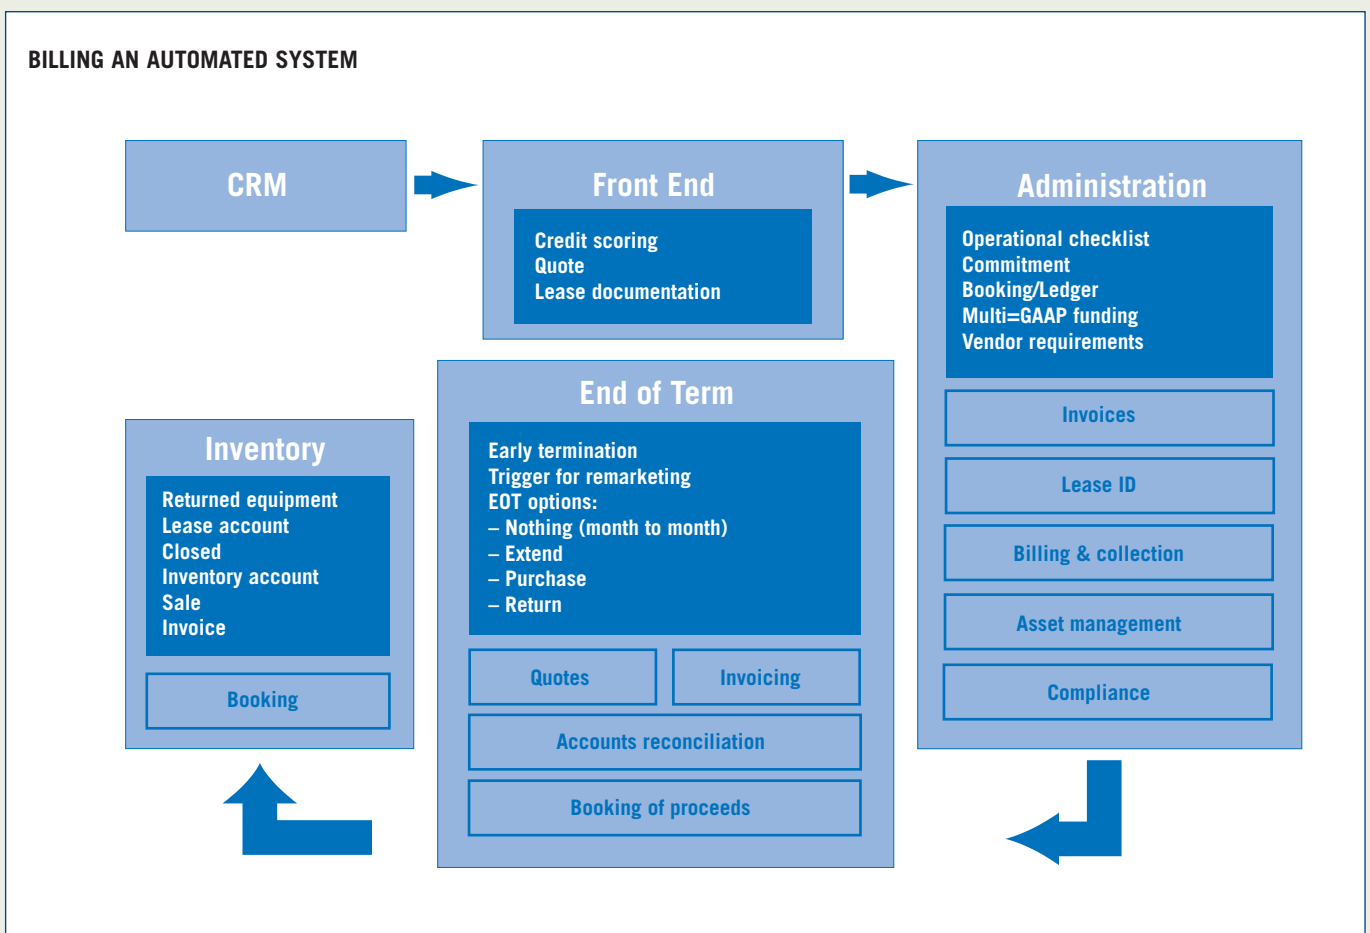 BILLING AN AUTOMATED SYSTEM
CRM
Front End
Credit scoring
Quote
Lease documentation
Administration
Operational checklist
Commitment
Booking/Ledger
Multi=GAAP funding
Vendor requirements
Invoices
Lease ID
Billing & collection
Asset management
Compliance
End of Term
Early termination
Trigger for remarketing
EOT options:
– Nothing (month to month)
– Extend
– Purchase
– Return
Quotes
Invoicing
Accounts reconciliation
Booking of proceeds
Inventory
Returned equipment
Lease account
Closed
Inventory account
Sale
Invoice
Booking